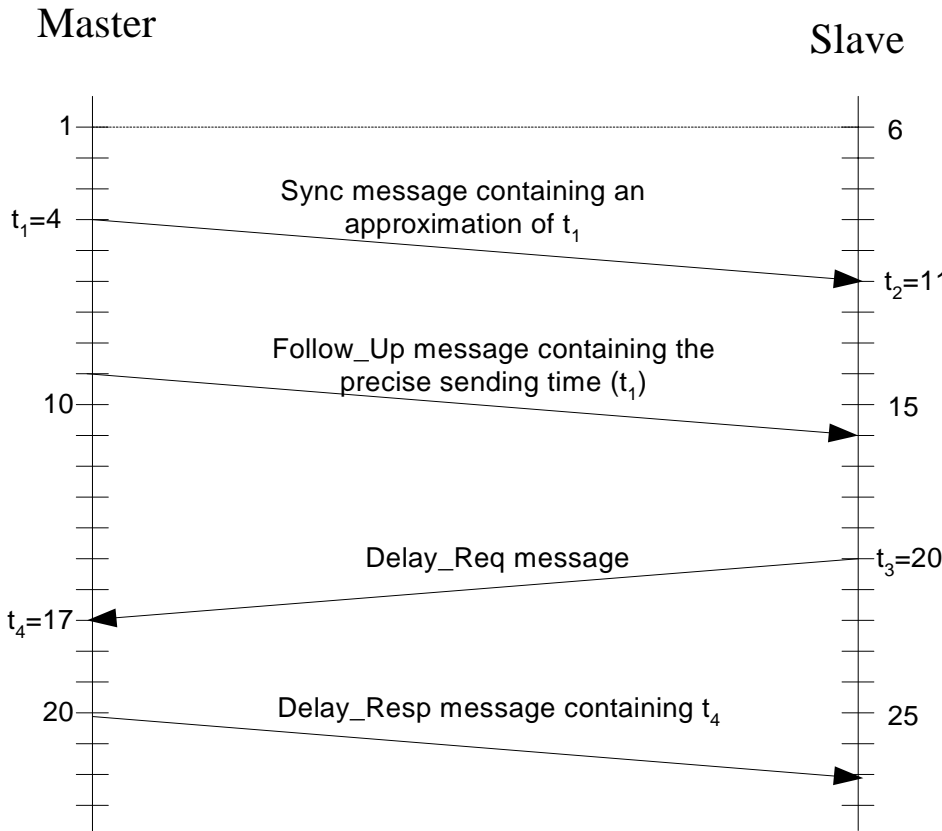 Master
Slave
1
6
Sync message containing an
approximation of t₁
t₁=4
t₂=11
Follow_Up message containing the
precise sending time (t₁)
10
15
Delay_Req message
t₃=20
t₄=17
20
Delay_Resp message containing t₄
25